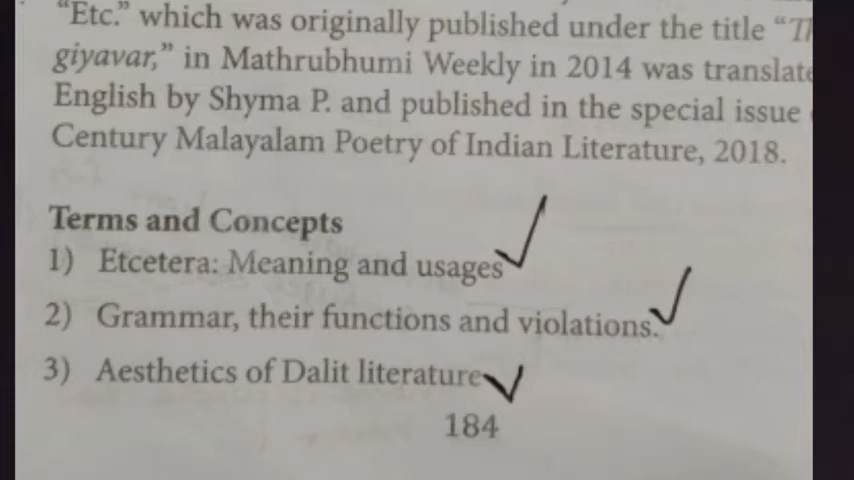 “Etc.” which was originally published under the title “
giyavar,” in Mathrubhumi Weekly in 2014 was
English by Shyma P. and published in the special issue
Century Malayalam Poetry of Indian Literature, 2018.
Terms and Concepts
1) Etcetera: Meaning and usages
2) Grammar, their functions and violations.
3) Aesthetics of Dalit literature
184